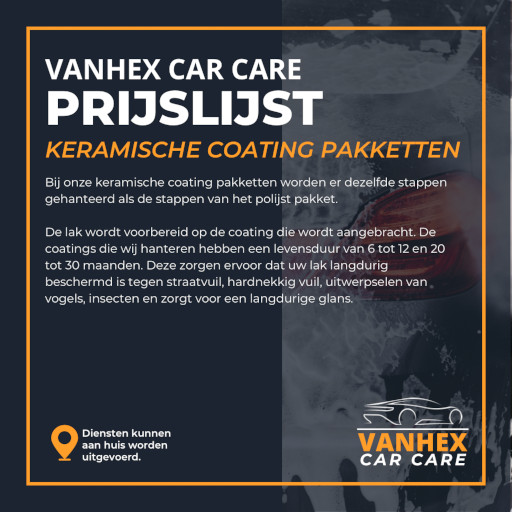 VANHEX CAR CARE
PRIJSLIJST
KERAMISCHE COATING PAKKETTEN
Bij onze keramische coating pakketten worden er dezelfde stappen
gehanteerd als de stappen van het polijst pakket.
De lak wordt voorbereid op de coating die wordt aangebracht. De
coatings die wij hanteren hebben een levensduur van 6 tot 12 en 20
tot 30 maanden. Deze zorgen ervoor dat uw lak langdurig
beschermd is tegen straatvuil, hardnekkig vuil, uitwerpselen van
vogels, insecten en zorgt voor een langdurige glans.
Diensten kunnen
aan huis worden
uitgevoerd.
VANHEX
CAR CARE